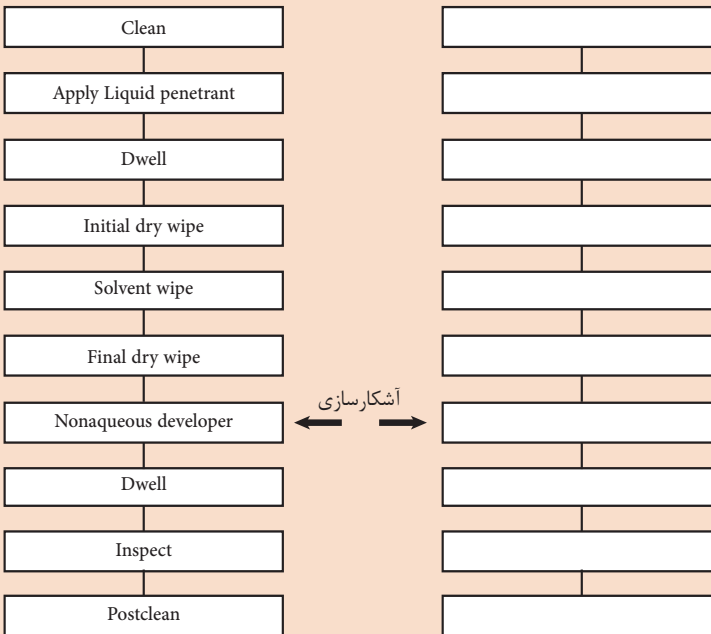 Clean
Apply Liquid penetrant
Dwell
Initial dry wipe
Solvent wipe
Final dry wipe
آشکارسازی
Nonaqueous developer
Dwell
Inspect
Postclean